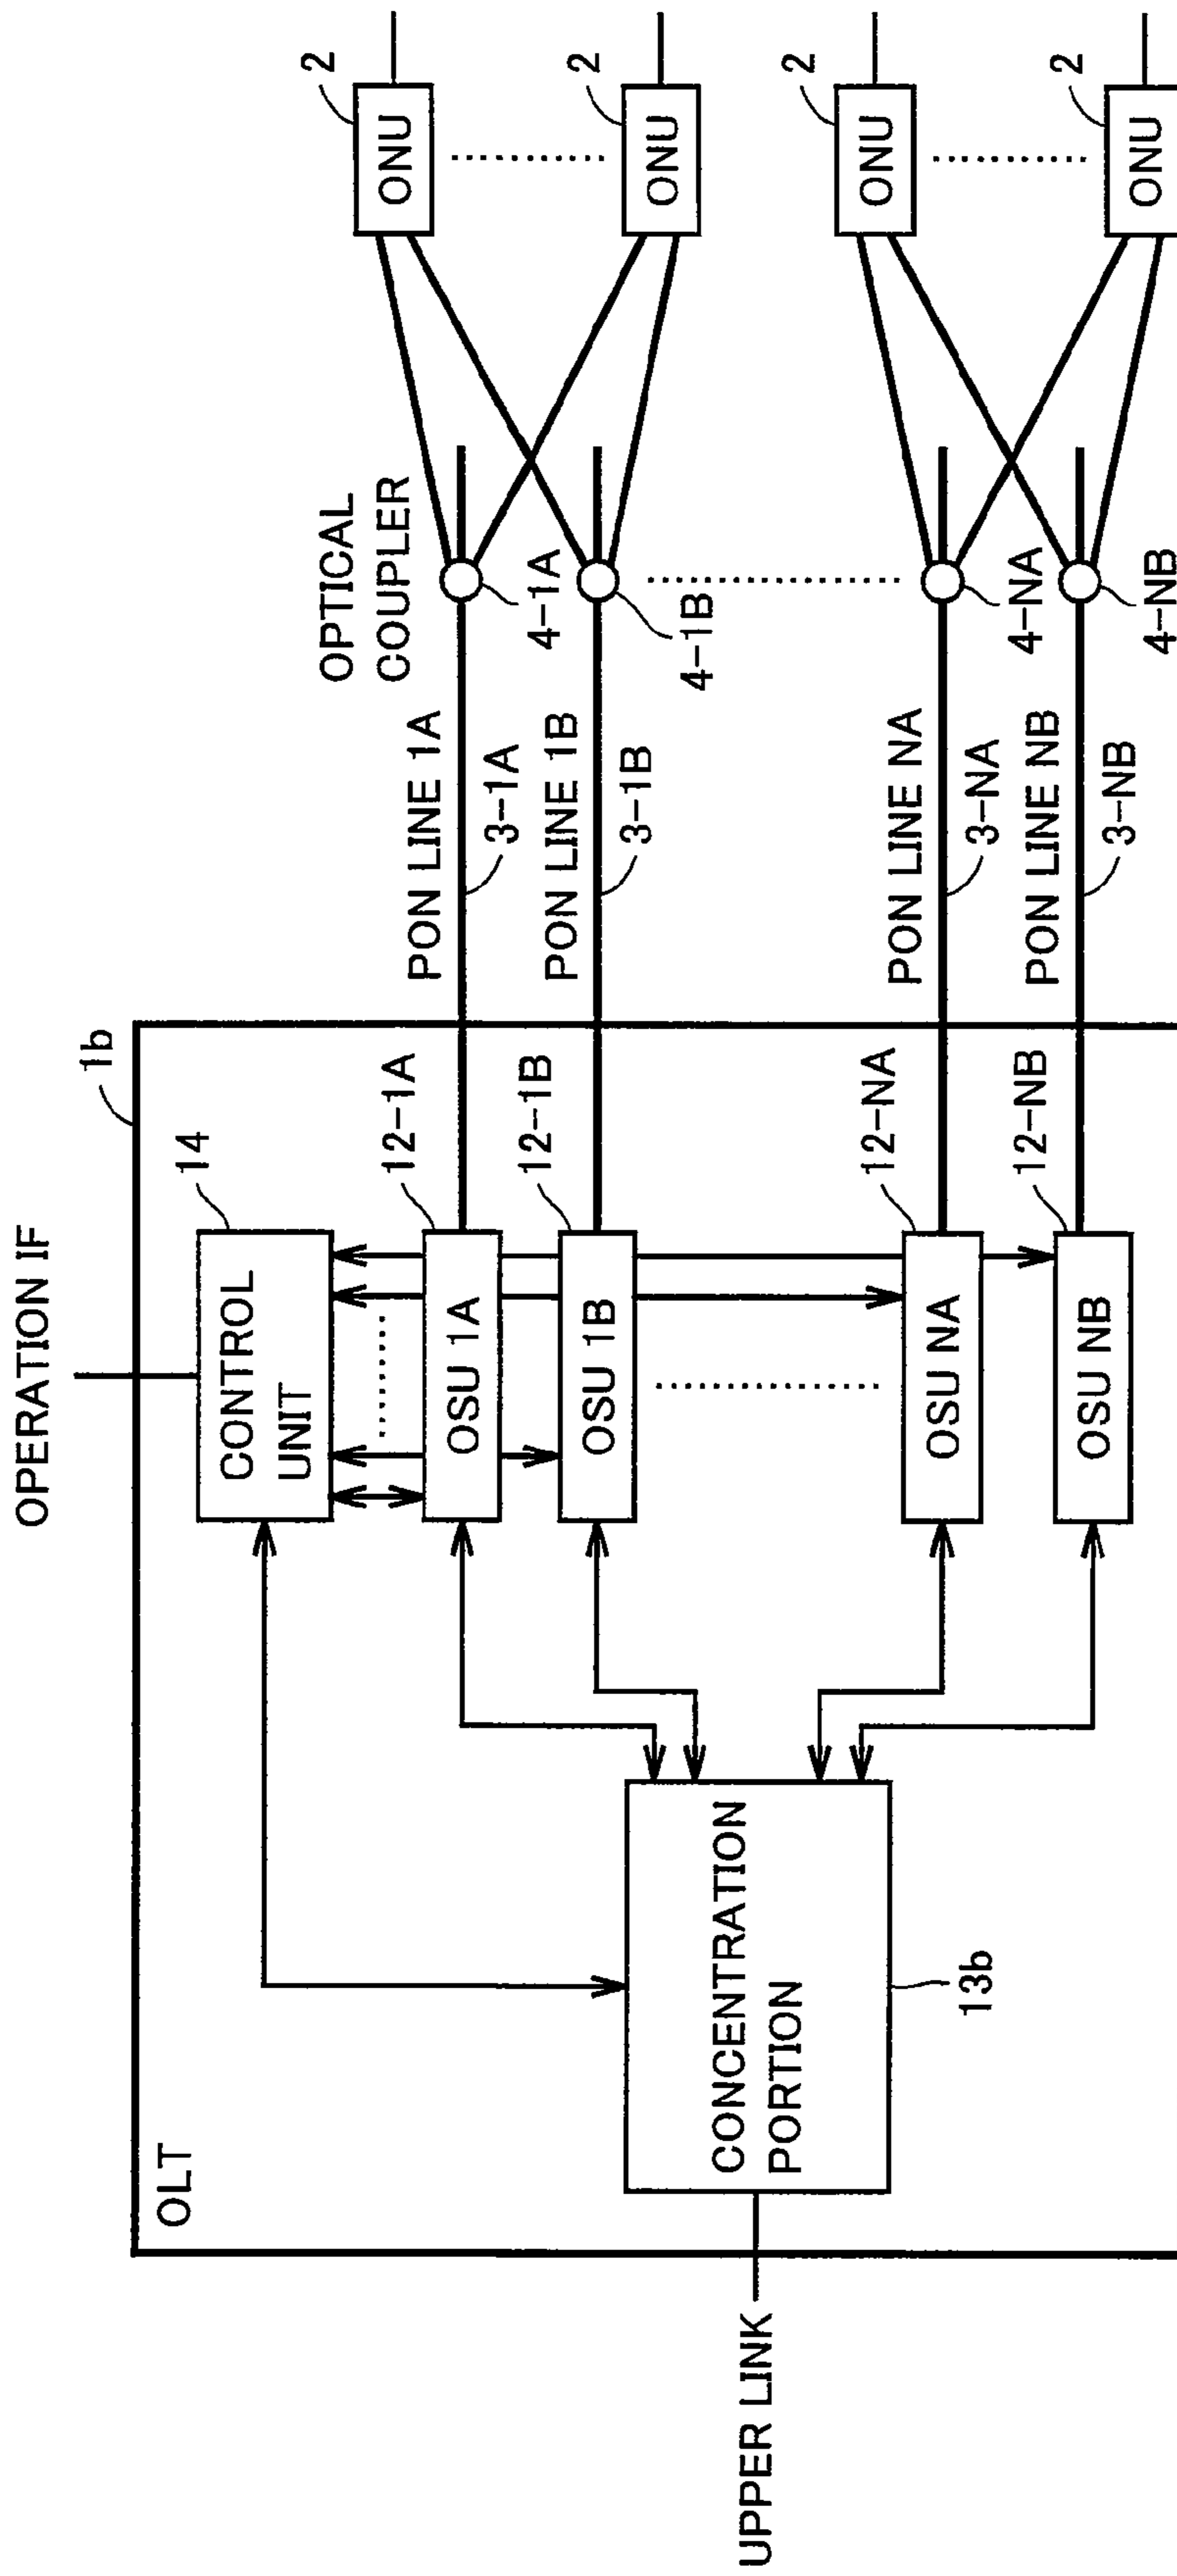 OPERATION IF
1b
OLT
14
CONTROL
UNIT
12-1A
OSU 1A
12-1B
OSU 1B
12-NA
OSU NA
12-NB
OSU NB
CONCENTRATION
PORTION
13b
UPPER LINK
PON LINE 1A
3-1A
PON LINE 1B
3-1B
PON LINE NA
3-NA
PON LINE NB
3-NB
OPTICAL
COUPLER
4-1A
4-1B
4-NA
4-NB
2
ONU
2
ONU
2
ONU
2
ONU